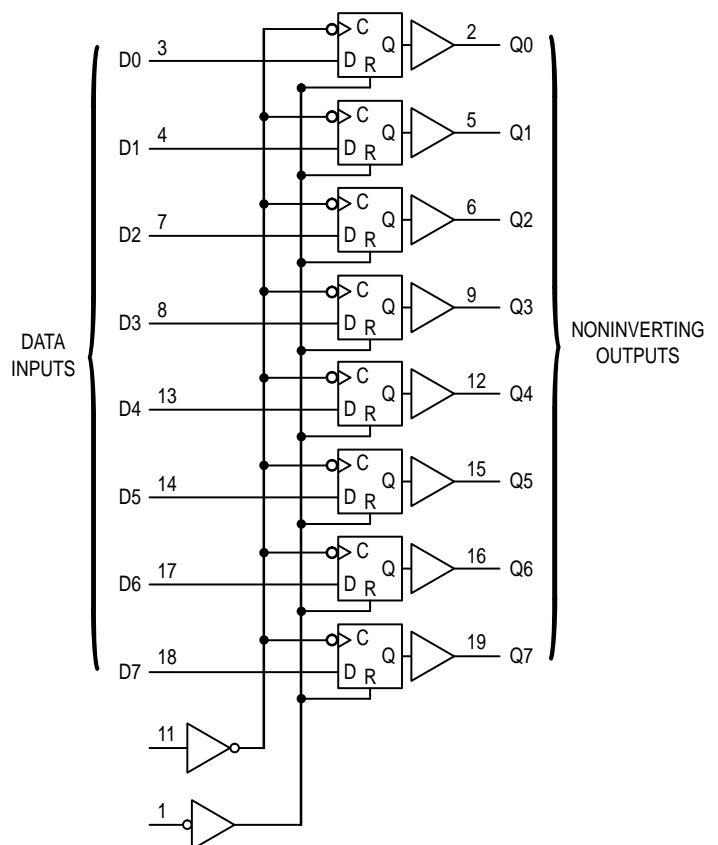 C Q 2 Q0
D0 3 D R
C Q 5 Q1
D1 4 D R
C Q 6 Q2
D2 7 D R
C Q 9 Q3
D3 8 D R
DATA
INPUTS
NONINVERTING
OUTPUTS
C Q 12 Q4
D4 13 D R
C Q 15 Q5
D5 14 D R
C Q 16 Q6
D6 17 D R
C Q 19 Q7
D7 18 D R
11
1